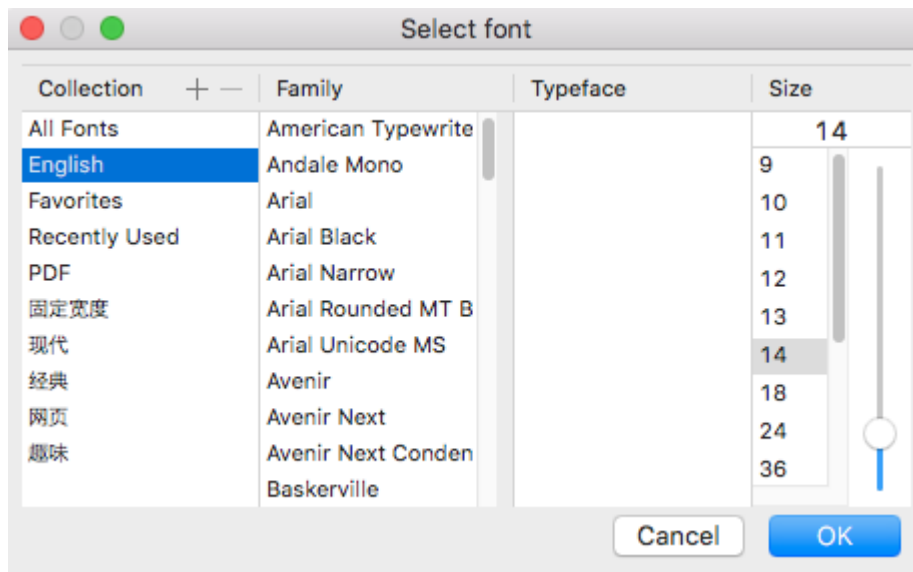 Select font
Collection + −
Family
Typeface
Size
All Fonts
English
Favorites
Recently Used
PDF
固定宽度
现代
经典
网页
趣味
American Typewrite
Andale Mono
Arial
Arial Black
Arial Narrow
Arial Rounded MT B
Arial Unicode MS
Avenir
Avenir Next
Avenir Next Conden
Baskerville
14
9
10
11
12
13
14
18
24
36
Cancel
OK